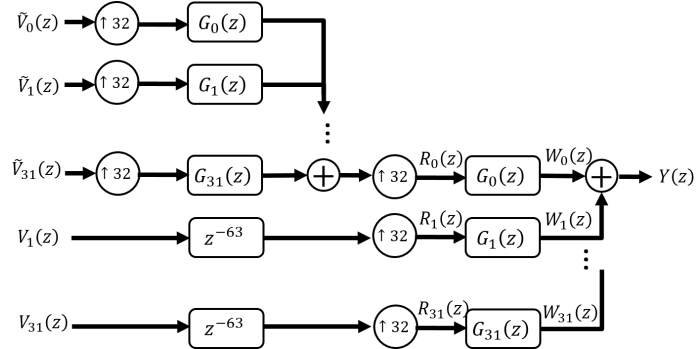 Ṽ₀(z) ↑32 G₀(z)
Ṽ₁(z) ↑32 G₁(z)
⋮
Ṽ₃₁(z) ↑32 G₃₁(z) + ↑32 R₀(z) G₀(z) W₀(z) + Y(z)
V₁(z) z⁻⁶³ ↑32 R₁(z) G₁(z) W₁(z)
⋮
V₃₁(z) z⁻⁶³ ↑32 R₃₁(z) G₃₁(z) W₃₁(z)